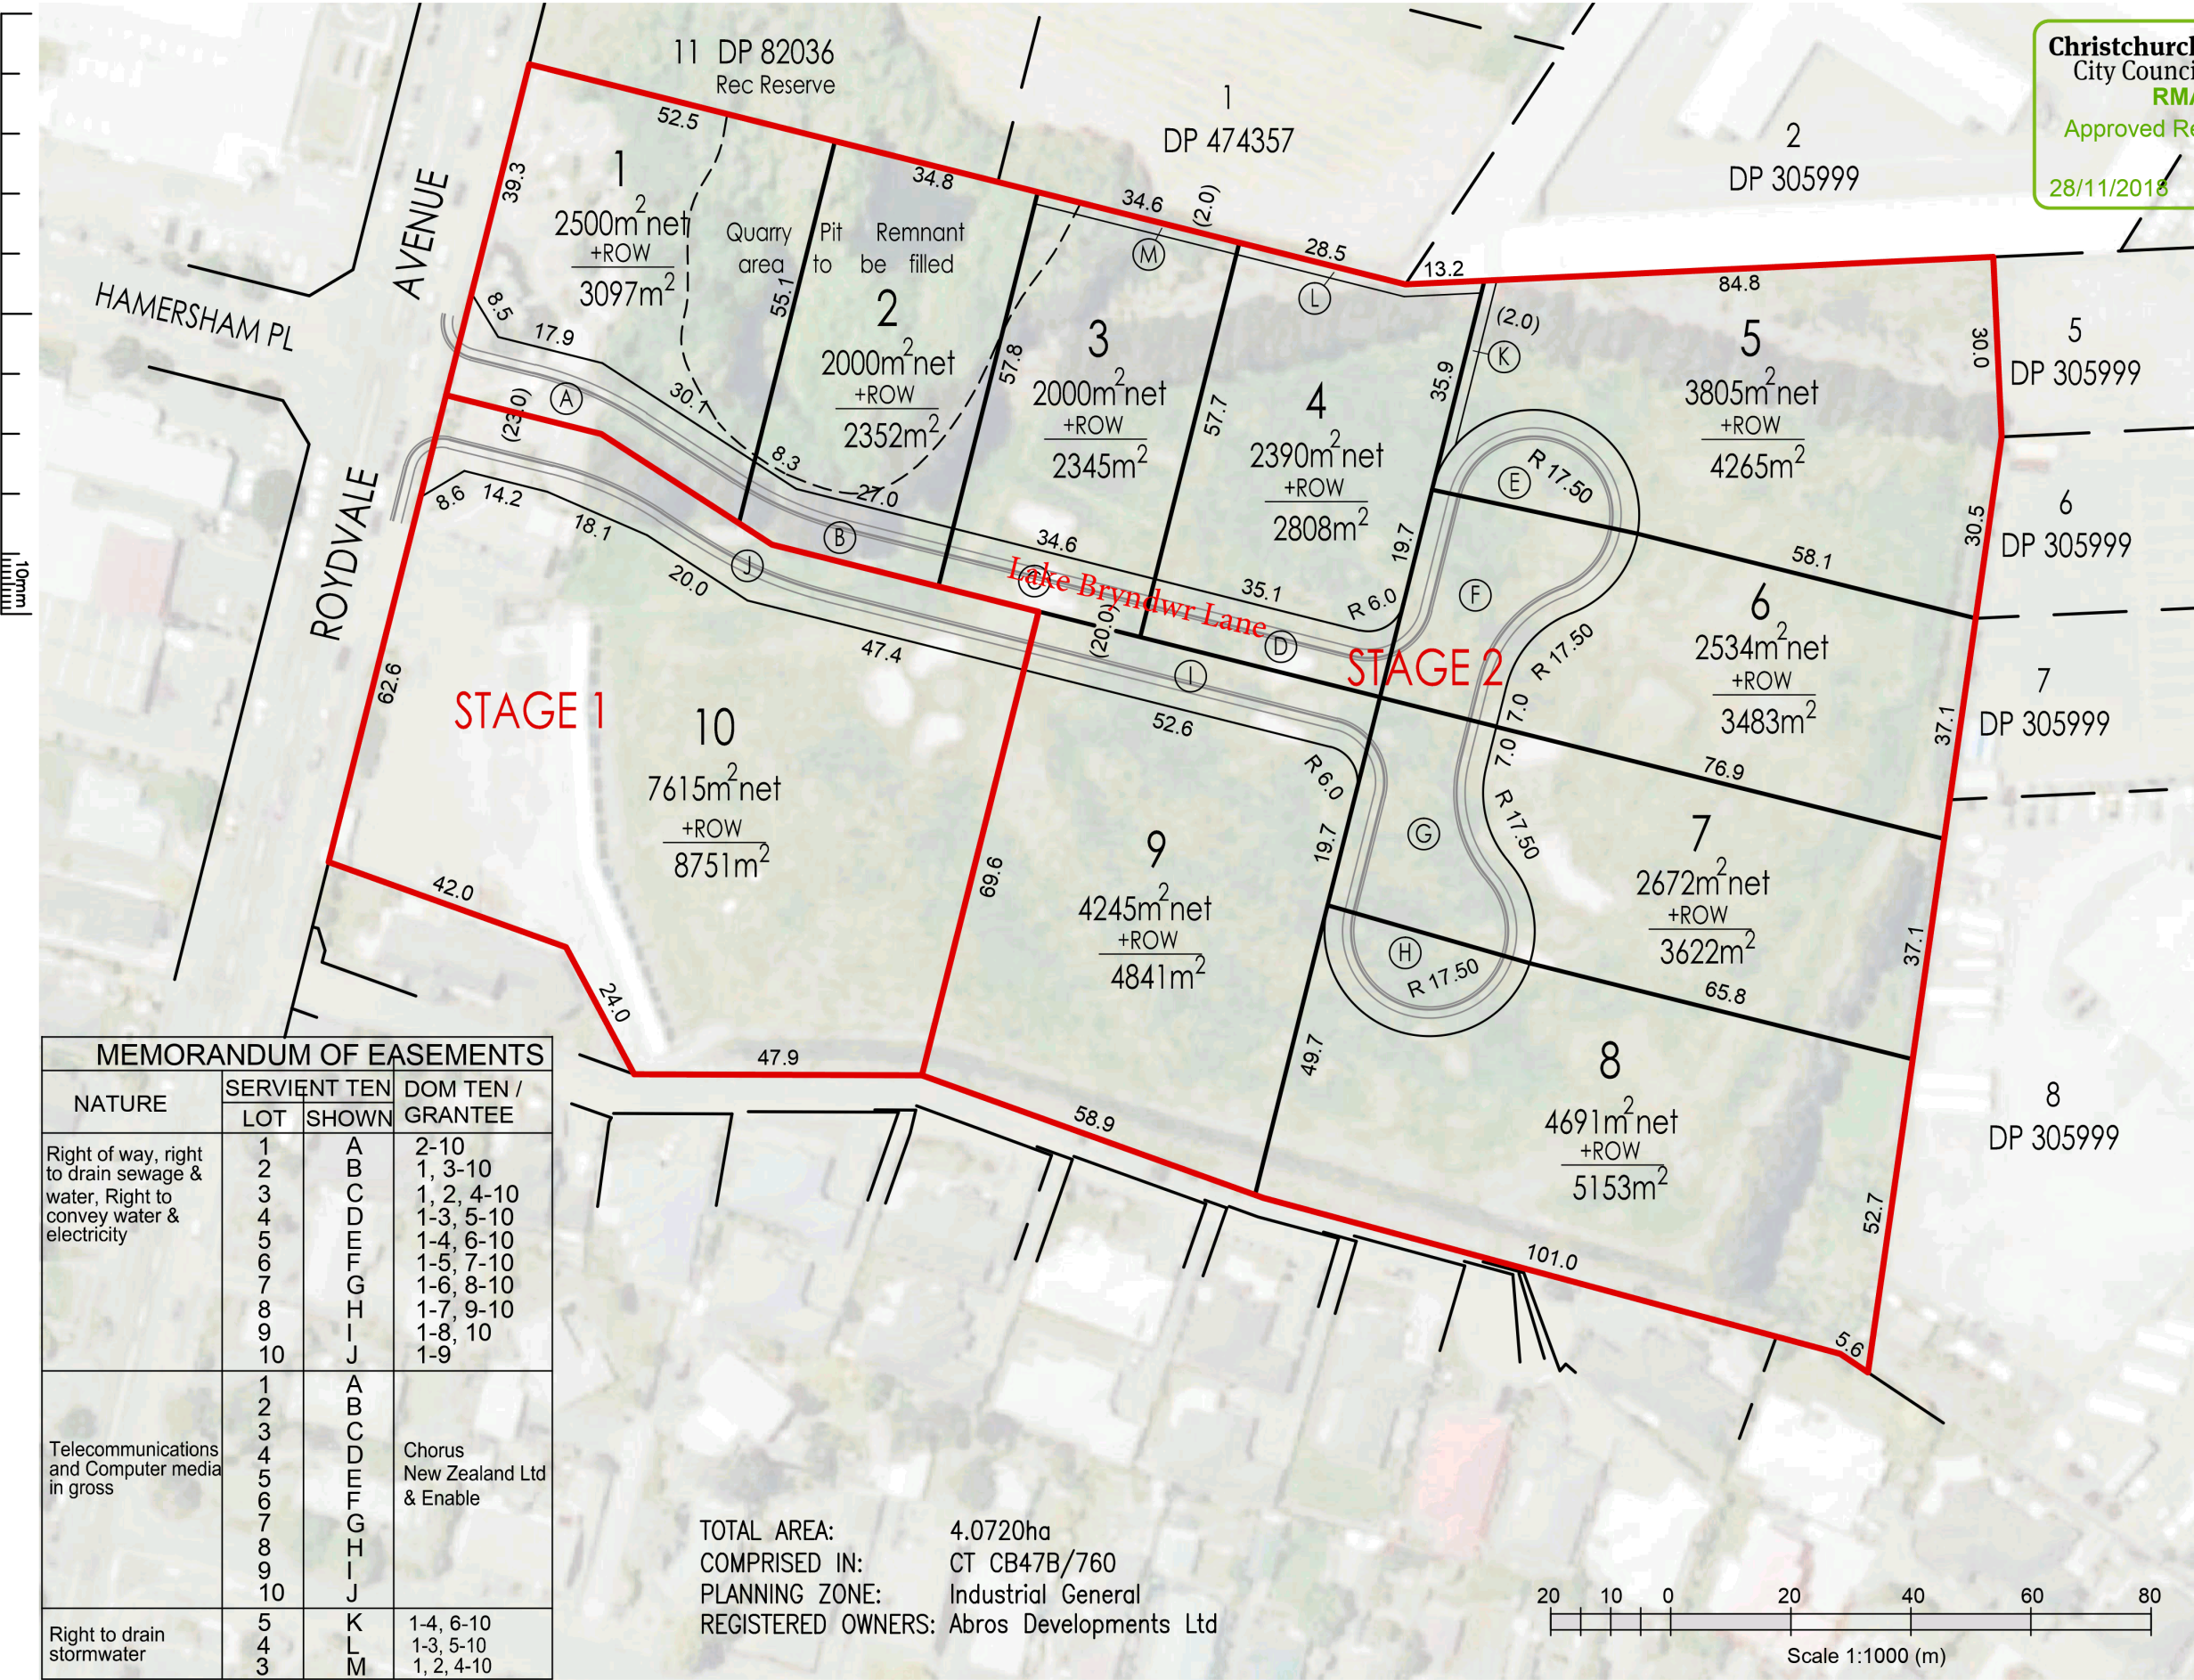 11 DP 82036
Rec Reserve
1
DP 474357
2
DP 305999
City Council
28/11/2018
52.5
39.3
1
2500m² net
+ROW
3097m²
Quarry Pit Remnant
area to be filled
34.8
34.6
(2.0)
M
28.5
L
13.2
84.8
(2.0)
K
30.0
5
DP 305999
AVENUE
HAMERSHAM PL
8.5
17.9
A
30.1
(23.0)
55.1
2
2000m² net
+ROW
2352m²
57.8
3
2000m² net
+ROW
2345m²
57.7
4
2390m² net
+ROW
2808m²
35.9
5
3805m² net
+ROW
4265m²
E
R 17.50
30.5
6
DP 305999
ROYDVALE
8.6
14.2
18.1
20.0
J
8.3
27.0
B
34.6
C
Lake Bryndwr Lane
(20.0)
35.1
D
R 6.0
19.7
F
STAGE 2
58.1
6
2534m² net
+ROW
3483m²
R 17.50
7.0
7.0
37.1
7
DP 305999
10mm
62.6
STAGE 1
47.4
I
52.6
R 6.0
76.9
10
7615m² net
+ROW
8751m²
69.6
9
4245m² net
+ROW
4841m²
19.7
G
R 17.50
7
2672m² net
+ROW
3622m²
37.1
42.0
24.0
47.9
58.9
49.7
H
R 17.50
65.8
8
4691m² net
+ROW
5153m²
52.7
8
DP 305999
101.0
5.6
MEMORANDUM OF EASEMENTS
NATURE
SERVIENT TEN
DOM TEN /
GRANTEE
LOT SHOWN
Right of way, right
to drain sewage &
water, Right to
convey water &
electricity
1 A 2-10
2 B 1, 3-10
3 C 1, 2, 4-10
4 D 1-3, 5-10
5 E 1-4, 6-10
6 F 1-5, 7-10
7 G 1-6, 8-10
8 H 1-7, 9-10
9 I 1-8, 10
10 J 1-9
Telecommunications
and Computer media
in gross
1 A
2 B
3 C
4 D
5 E
6 F
7 G
8 H
9 I
10 J
Chorus
New Zealand Ltd
& Enable
Right to drain
stormwater
5 K 1-4, 6-10
4 L 1-3, 5-10
3 M 1, 2, 4-10
TOTAL AREA: 4.0720ha
COMPRISED IN: CT CB47B/760
PLANNING ZONE: Industrial General
REGISTERED OWNERS: Abros Developments Ltd
20 10 0 20 40 60 80
Scale 1:1000 (m)